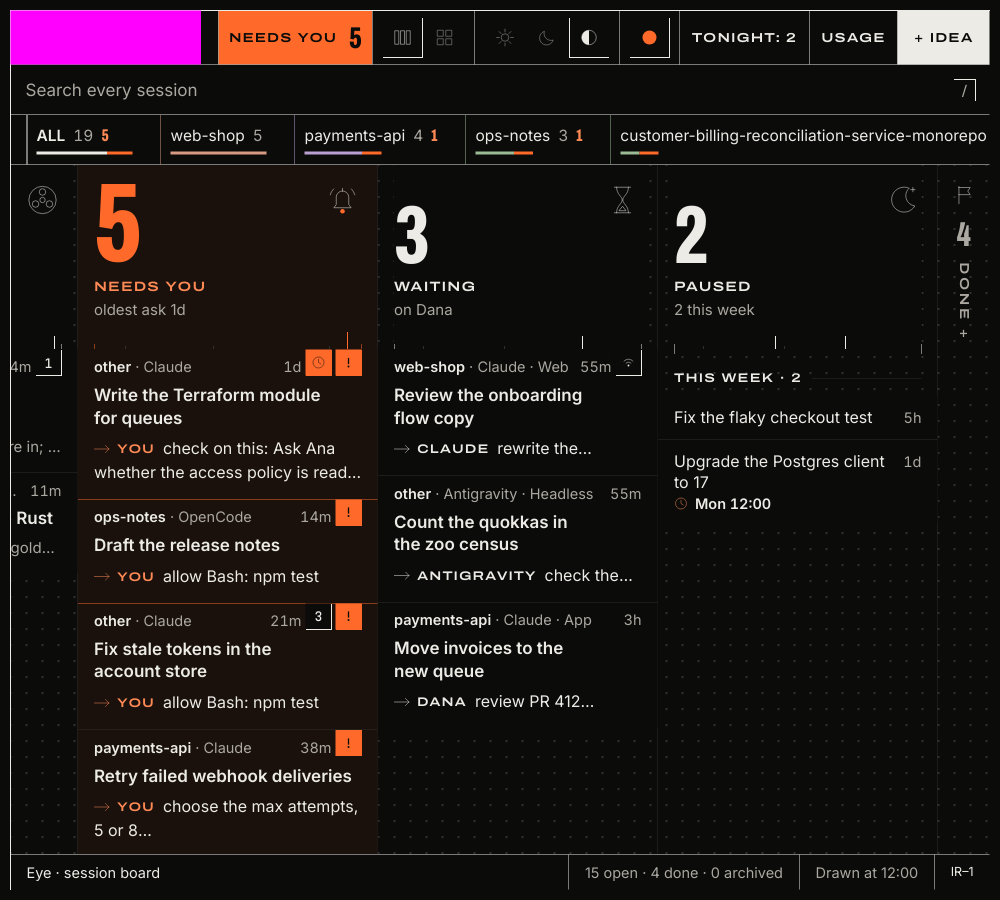 NEEDS YOU 5
TONIGHT: 2
USAGE
+ IDEA
Search every session
/
ALL 19 5
web-shop 5
payments-api 4 1
ops-notes 3 1
customer-billing-reconciliation-service-monorepo
4m 1
re in; ...
11m
Rust
gold...
5
NEEDS YOU
oldest ask 1d
other · Claude 1d !
Write the Terraform module
for queues
→ YOU check on this: Ask Ana
whether the access policy is read...
ops-notes · OpenCode 14m !
Draft the release notes
→ YOU allow Bash: npm test
other · Claude 21m 3 !
Fix stale tokens in the
account store
→ YOU allow Bash: npm test
payments-api · Claude 38m !
Retry failed webhook deliveries
→ YOU choose the max attempts,
5 or 8...
3
WAITING
on Dana
web-shop · Claude · Web 55m
Review the onboarding
flow copy
→ CLAUDE rewrite the...
other · Antigravity · Headless 55m
Count the quokkas in
the zoo census
→ ANTIGRAVITY check the...
payments-api · Claude · App 3h
Move invoices to the
new queue
→ DANA review PR 412...
2
PAUSED
2 this week
THIS WEEK · 2
Fix the flaky checkout test 5h
Upgrade the Postgres client 1d
to 17
Mon 12:00
4 DONE +
Eye · session board
15 open · 4 done · 0 archived
Drawn at 12:00
IR–1